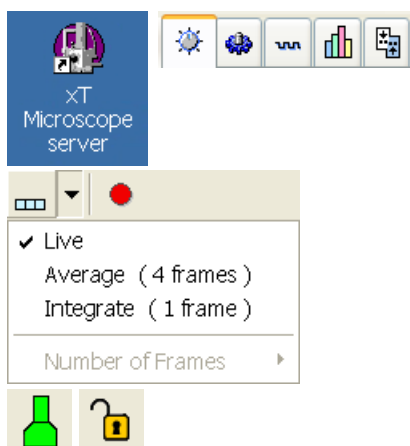 xT
Microscope
server
Live
Average ( 4 frames )
Integrate ( 1 frame )
Number of Frames